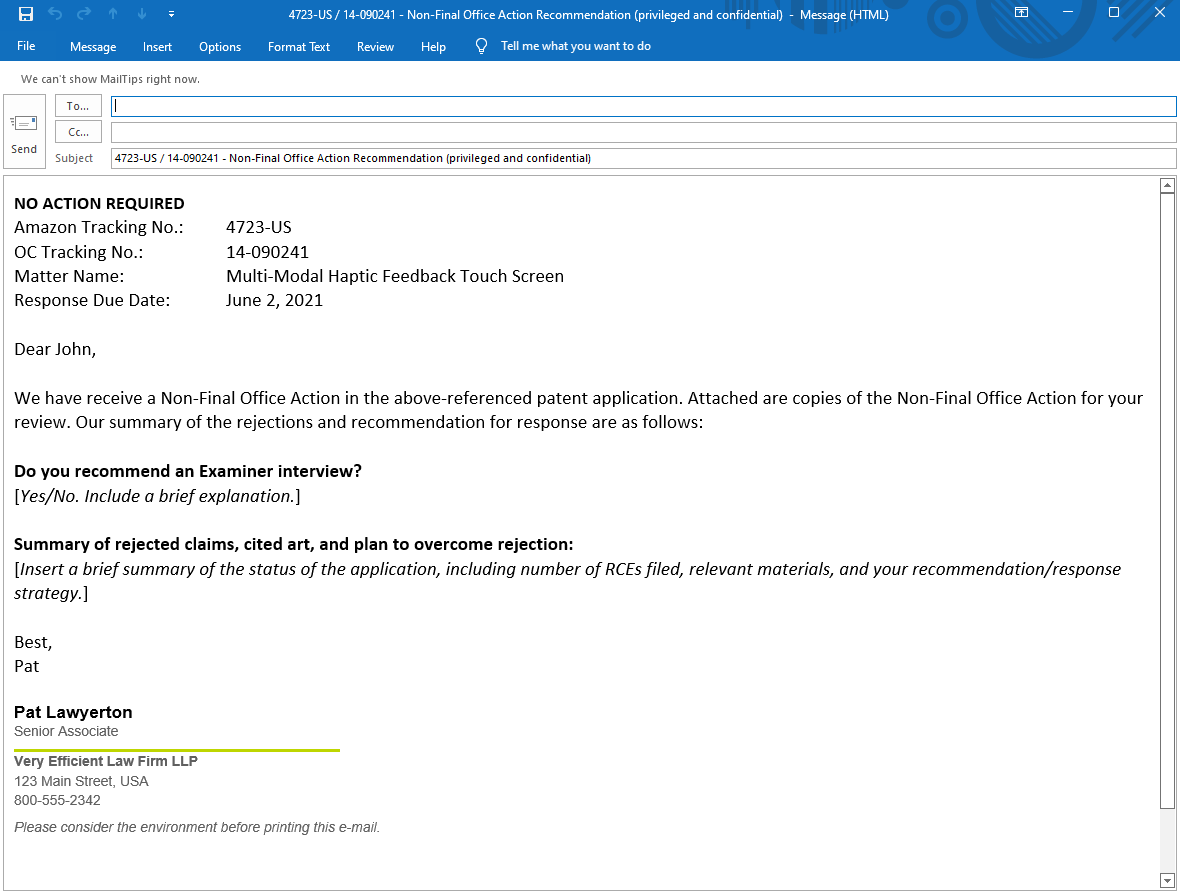 4723-US / 14-090241 - Non-Final Office Action Recommendation (privileged and confidential) - Message (HTML)
File Message Insert Options Format Text Review Help Tell me what you want to do
We can't show MailTips right now.
To...
Cc...
Send
Subject 4723-US / 14-090241 - Non-Final Office Action Recommendation (privileged and confidential)
NO ACTION REQUIRED
Amazon Tracking No.: 4723-US
OC Tracking No.: 14-090241
Matter Name: Multi-Modal Haptic Feedback Touch Screen
Response Due Date: June 2, 2021
Dear John,
We have receive a Non-Final Office Action in the above-referenced patent application. Attached are copies of the Non-Final Office Action for your
review. Our summary of the rejections and recommendation for response are as follows:
Do you recommend an Examiner interview?
[Yes/No. Include a brief explanation.]
Summary of rejected claims, cited art, and plan to overcome rejection:
[Insert a brief summary of the status of the application, including number of RCEs filed, relevant materials, and your recommendation/response
strategy.]
Best,
Pat
Pat Lawyerton
Senior Associate
Very Efficient Law Firm LLP
123 Main Street, USA
800-555-2342
Please consider the environment before printing this e-mail.